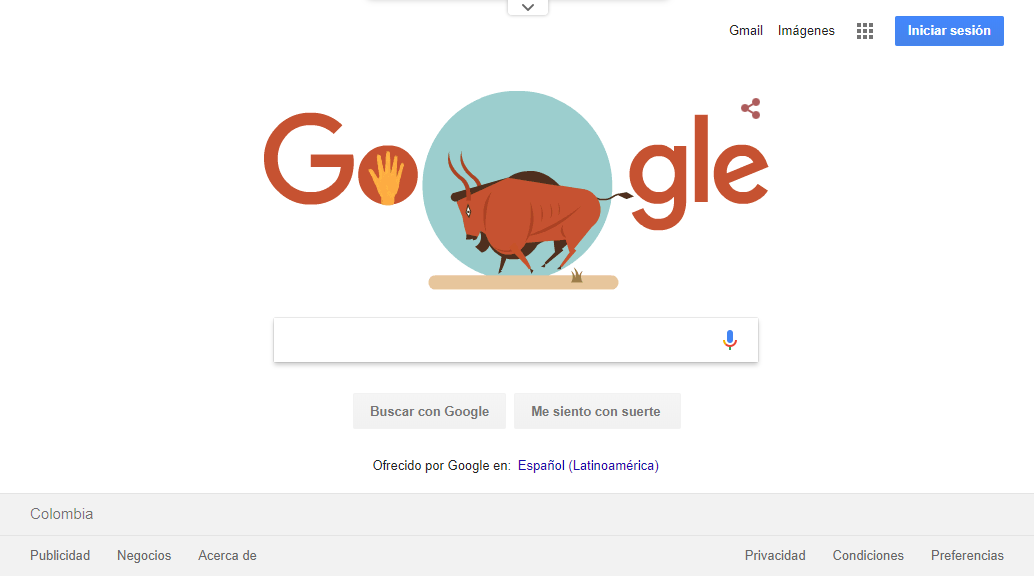 Gmail Imágenes Iniciar sesión
Google
Buscar con Google Me siento con suerte
Ofrecido por Google en: Español (Latinoamérica)
Colombia
Publicidad Negocios Acerca de Privacidad Condiciones Preferencias